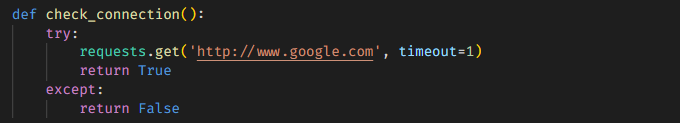 def check_connection():
    try:
        requests.get('http://www.google.com', timeout=1)
        return True
    except:
        return False